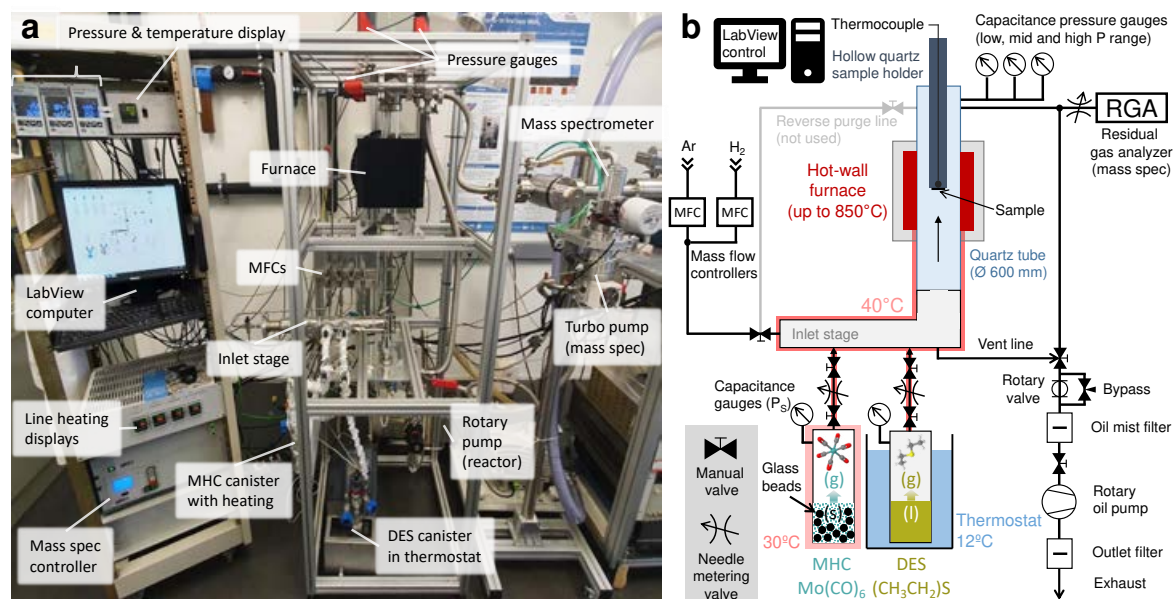 a
Pressure & temperature display
Pressure gauges
Mass spectrometer
Furnace
MFCs
LabView
computer
Inlet stage
Turbo pump
(mass spec)
Line heating
displays
Rotary
pump
(reactor)
MHC canister
with heating
Mass spec
controller
DES canister
in thermostat
b
LabView
control
Thermocouple
Hollow quartz
sample holder
Capacitance pressure gauges
(low, mid and high P range)
Reverse purge line
(not used)
RGA
Residual
gas analyzer
(mass spec)
Ar
H2
MFC
MFC
Mass flow
controllers
Hot-wall
furnace
(up to 850°C)
Sample
Quartz tube
(Ø 600 mm)
40°C
Inlet stage
Vent line
Capacitance
gauges (PS)
Rotary
valve
Bypass
Oil mist filter
Manual
valve
Needle
metering
valve
Glass
beads
(g)
(s)
(g)
(l)
30ºC
Thermostat
12ºC
MHC
Mo(CO)6
DES
(CH3CH2)S
Rotary
oil pump
Outlet filter
Exhaust